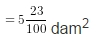 = 5 23/100 dam²